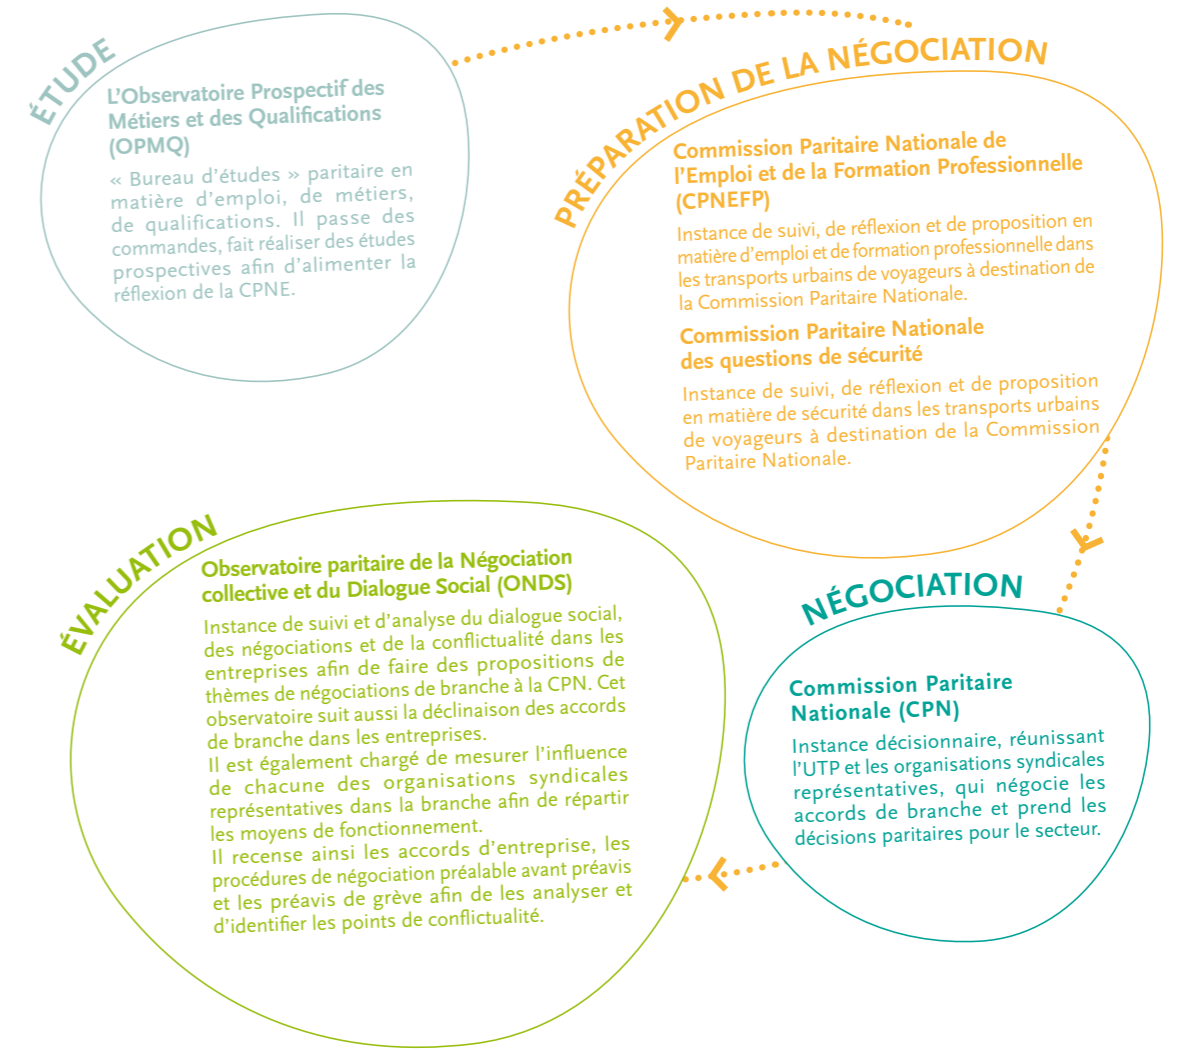 ÉTUDE
L’Observatoire Prospectif des
Métiers et des Qualifications
(OPMQ)
« Bureau d’études » paritaire en
matière d’emploi, de métiers,
de qualifications. Il passe des
commandes, fait réaliser des études
prospectives afin d’alimenter la
réflexion de la CPNE.
PRÉPARATION DE LA NÉGOCIATION
Commission Paritaire Nationale de
l’Emploi et de la Formation Professionnelle
(CPNEFP)
Instance de suivi, de réflexion et de proposition en
matière d’emploi et de formation professionnelle dans
les transports urbains de voyageurs à destination de
la Commission Paritaire Nationale.
Commission Paritaire Nationale
des questions de sécurité
Instance de suivi, de réflexion et de proposition
en matière de sécurité dans les transports urbains
de voyageurs à destination de la Commission
Paritaire Nationale.
NÉGOCIATION
Commission Paritaire
Nationale (CPN)
Instance décisionnaire, réunissant
l’UTP et les organisations syndicales
représentatives, qui négocie les
accords de branche et prend les
décisions paritaires pour le secteur.
ÉVALUATION
Observatoire paritaire de la Négociation
collective et du Dialogue Social (ONDS)
Instance de suivi et d’analyse du dialogue social,
des négociations et de la conflictualité dans les
entreprises afin de faire des propositions de
thèmes de négociations de branche à la CPN. Cet
observatoire suit aussi la déclinaison des accords
de branche dans les entreprises.
Il est également chargé de mesurer l’influence
de chacune des organisations syndicales
représentatives dans la branche afin de répartir
les moyens de fonctionnement.
Il recense ainsi les accords d’entreprise, les
procédures de négociation préalable avant préavis
et les préavis de grève afin de les analyser et
d’identifier les points de conflictualité.